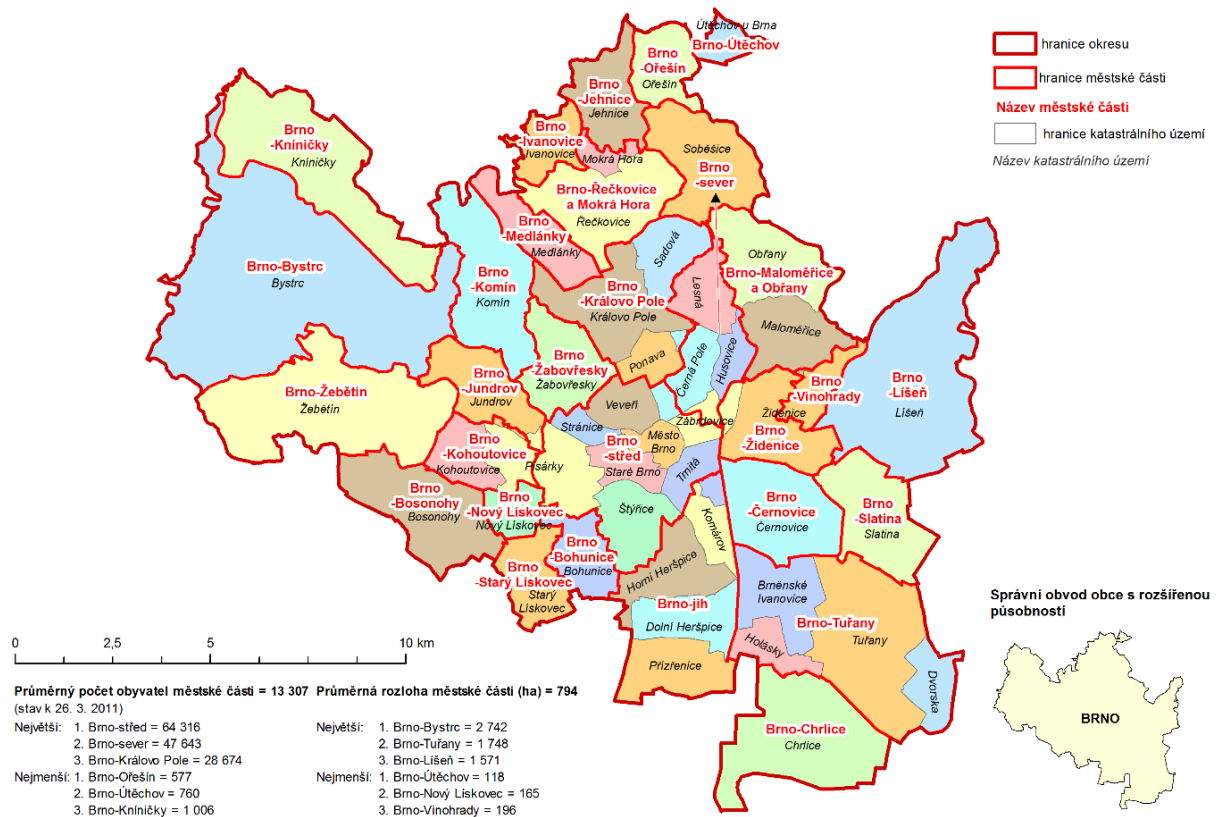 Útěchov u Brna
Brno-Útěchov
Brno
-Ořešín
Ořešín
Brno
-Jehnice
Jehnice
Brno
-Ivanovice
Ivanovice
Mokrá Hora
Soběšice
Brno
-sever
Brno
-Kníničky
Kníničky
Brno-Řečkovice
a Mokrá Hora
Řečkovice
Brno
-Medlánky
Medlánky
Sadová
Obřany
Brno-Maloměřice
a Obřany
Lesná
Brno-Bystrc
Bystrc
Brno
-Komín
Komín
Brno
-Královo Pole
Královo Pole
Maloměřice
Ponava
Černá Pole
Husovice
Brno
-Žabovřesky
Žabovřesky
Brno
-Vinohrady
Brno
-Líšeň
Líšeň
Brno-Žebětín
Žebětín
Brno
-Jundrov
Jundrov
Veveří
Zábrdovice
Židenice
Brno
-Židenice
Stránice
Město
Brno
Brno
-střed
Staré Brno
Trnitá
Brno
-Kohoutovice
Kohoutovice
Pisárky
Brno
-Bosonohy
Bosonohy
Brno
-Nový Lískovec
Nový Lískovec
Štýřice
Komárov
Brno
-Černovice
Černovice
Brno
-Slatina
Slatina
Brno
-Bohunice
Bohunice
Brno
-Starý Lískovec
Starý
Lískovec
Horní Heršpice
Brněnské
Ivanovice
Brno-jih
Dolní Heršpice
Brno-Tuřany
Tuřany
Holásky
Přízřenice
Dvorska
Brno-Chrlice
Chrlice
hranice okresu
hranice městské části
Název městské části
hranice katastrálního území
Název katastrálního území
Správní obvod obce s rozšířenou
působností
BRNO
0 2,5 5 10 km
Průměrný počet obyvatel městské části = 13 307 Průměrná rozloha městské části (ha) = 794
(stav k 26. 3. 2011)
Největší: 1. Brno-střed = 64 316 Největší: 1. Brno-Bystrc = 2 742
2. Brno-sever = 47 643 2. Brno-Tuřany = 1 748
3. Brno-Královo Pole = 28 674 3. Brno-Líšeň = 1 571
Nejmenší: 1. Brno-Ořešín = 577 Nejmenší: 1. Brno-Útěchov = 118
2. Brno-Útěchov = 760 2. Brno-Nový Lískovec = 165
3. Brno-Kníničky = 1 006 3. Brno-Vinohrady = 196